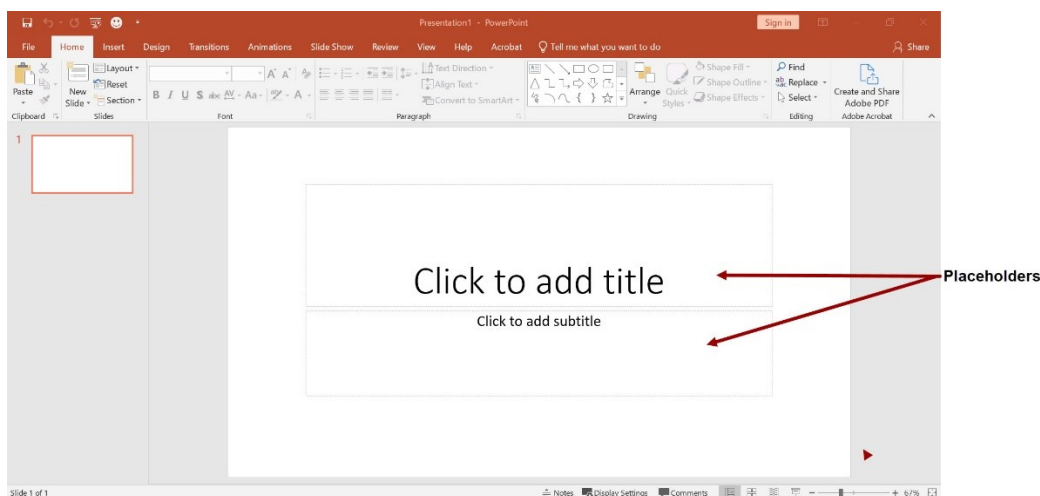 Presentation1 - PowerPoint
Sign in
File Home Insert Design Transitions Animations Slide Show Review View Help Acrobat Tell me what you want to do Share
Paste
New Slide
Layout
Reset
Section
B I U S abc AV Aa A
A A
Text Direction
Align Text
Convert to SmartArt
Arrange
Quick Styles
Shape Fill
Shape Outline
Shape Effects
Find
Replace
Select
Create and Share
Adobe PDF
Clipboard Slides Font Paragraph Drawing Editing Adobe Acrobat
1
Click to add title
Click to add subtitle
Placeholders
Slide 1 of 1
Notes Display Settings Comments 67%